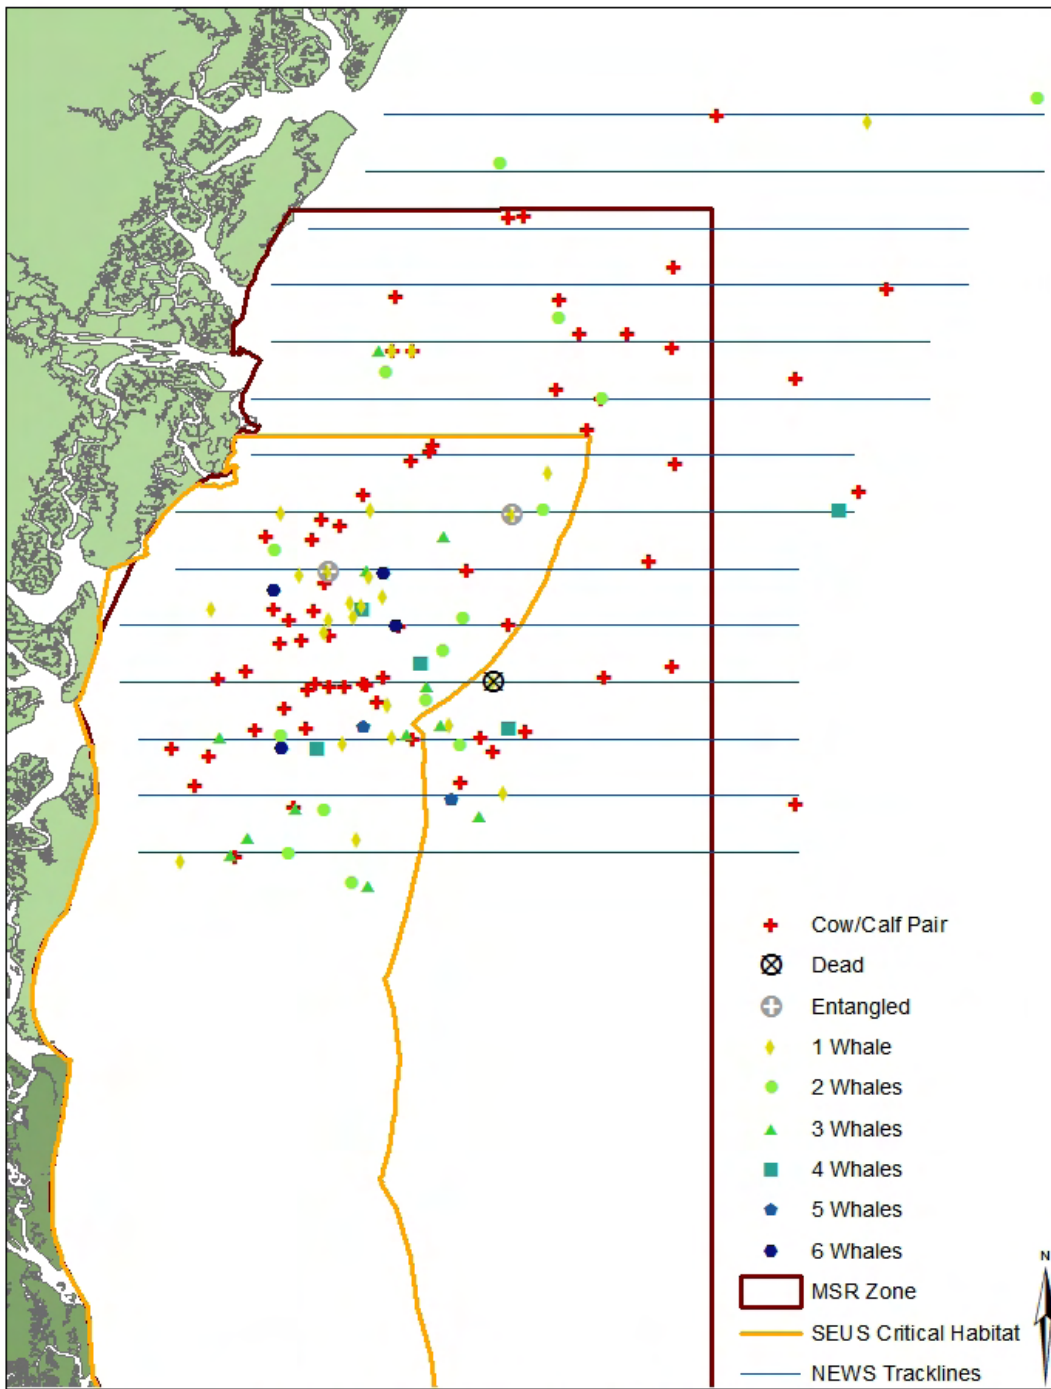 Cow/Calf Pair
Dead
Entangled
1 Whale
2 Whales
3 Whales
4 Whales
5 Whales
6 Whales
N
MSR Zone
SEUS Critical Habitat
NEWS Tracklines